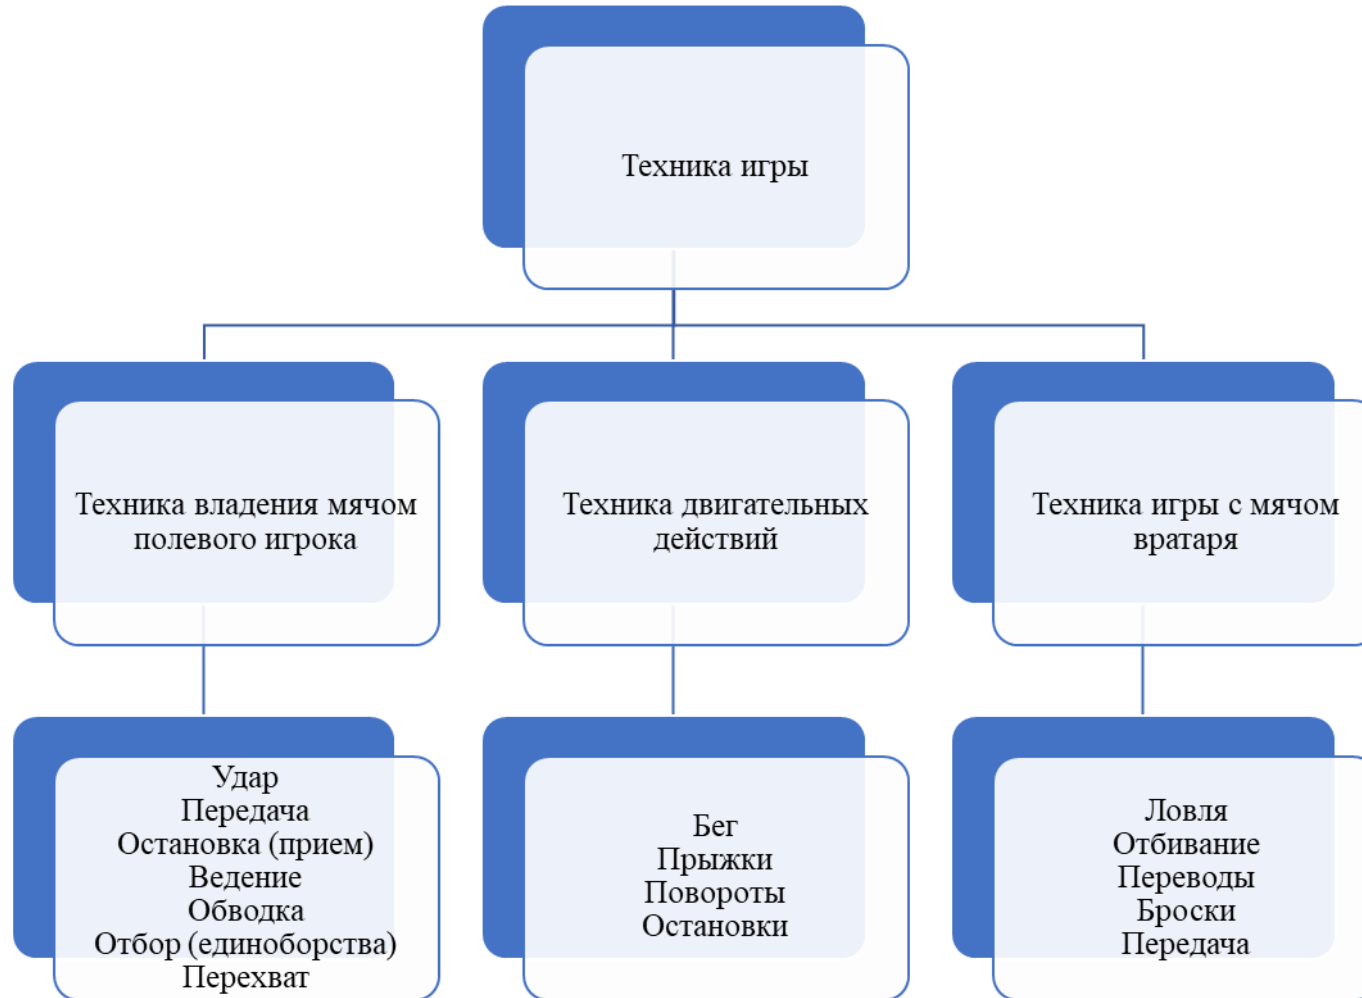 Техника игры
Техника владения мячом
полевого игрока
Техника двигательных
действий
Техника игры с мячом
вратаря
Удар
Передача
Остановка (прием)
Ведение
Обводка
Отбор (единоборства)
Перехват
Бег
Прыжки
Повороты
Остановки
Ловля
Отбивание
Переводы
Броски
Передача